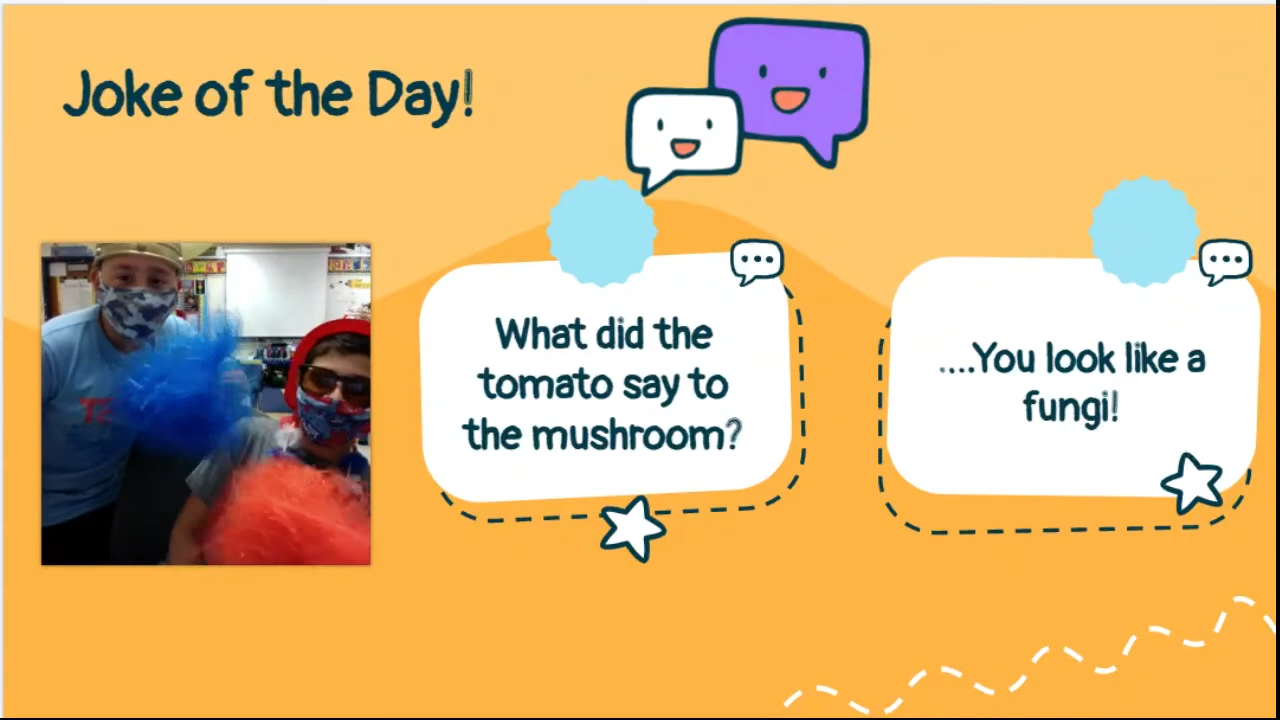 Joke of the Day!
What did the
tomato say to
the mushroom?
....You look like a
fungi!